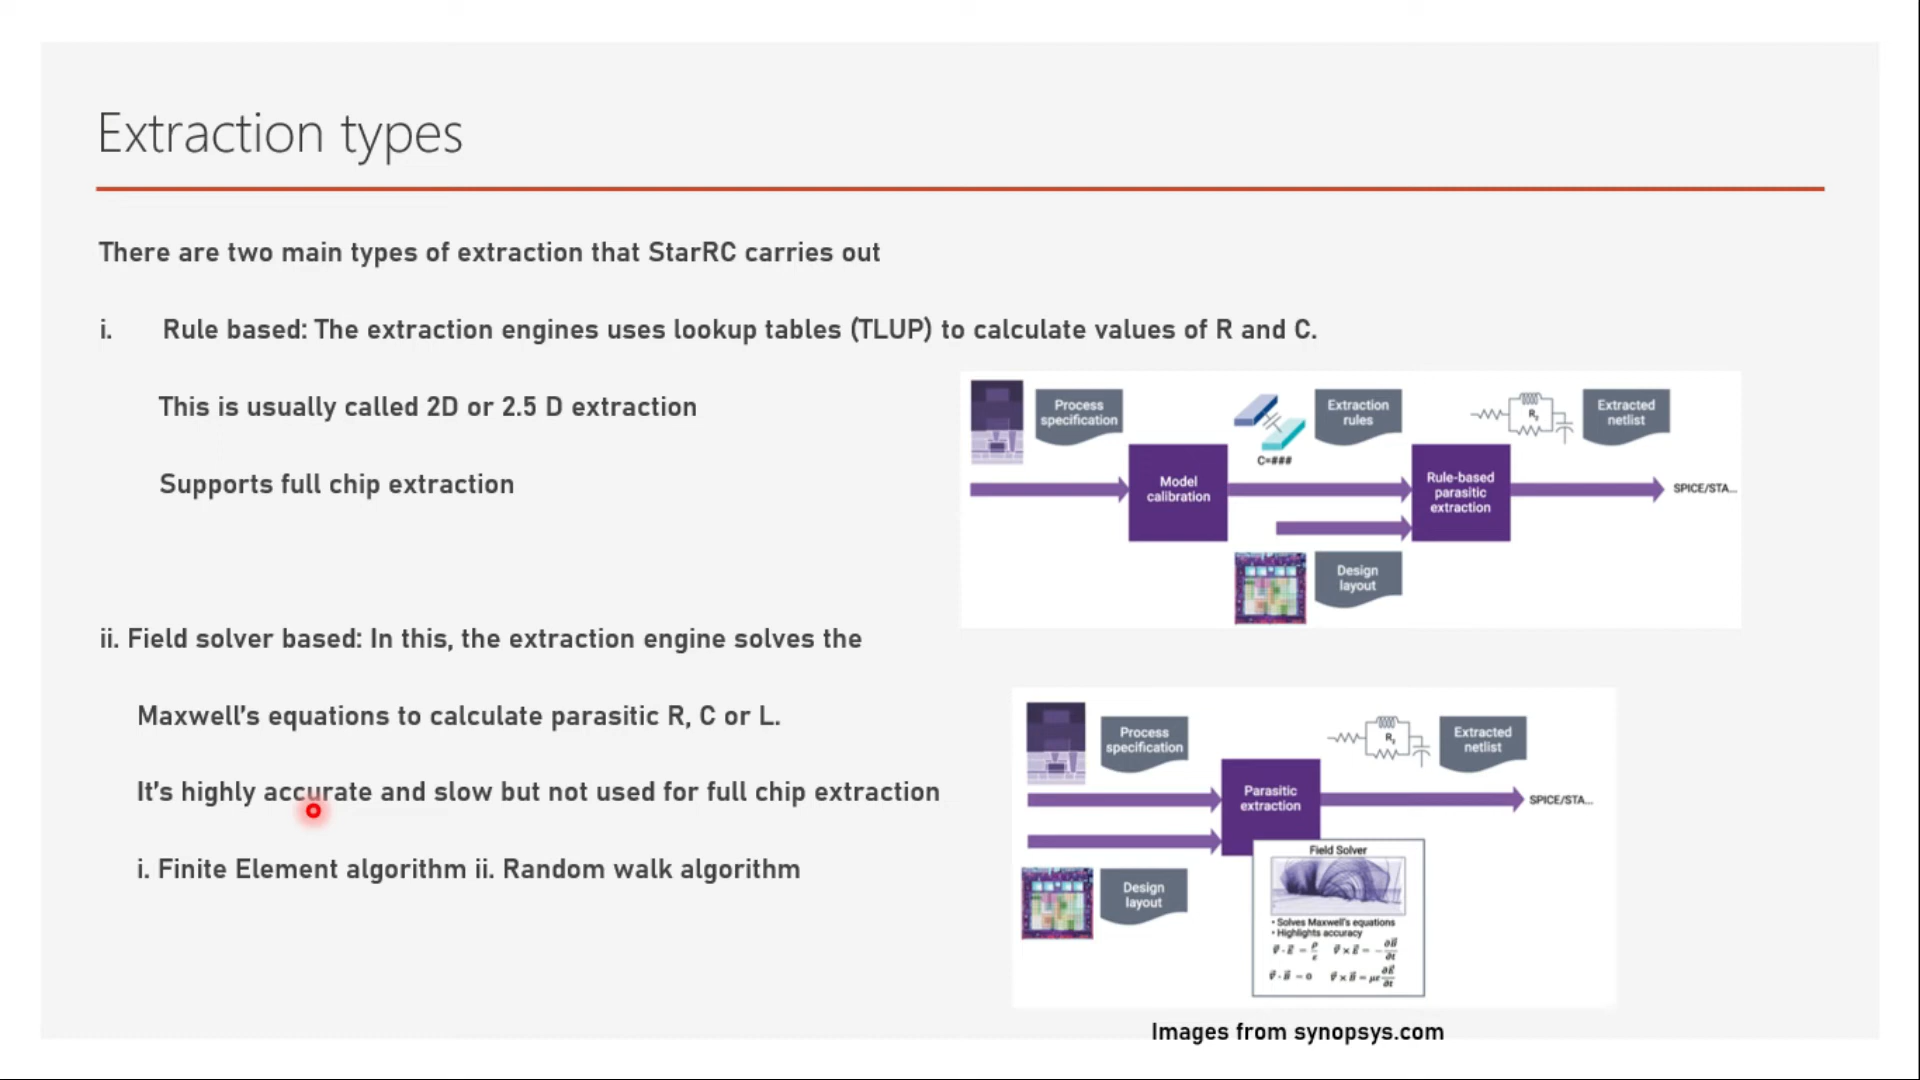 Extraction types
There are two main types of extraction that StarRC carries out
i. Rule based: The extraction engines uses lookup tables (TLUP) to calculate values of R and C.
This is usually called 2D or 2.5 D extraction
Supports full chip extraction
Process
specification
Model
calibration
C=###
Extraction
rules
Design
layout
Rule-based
parasitic
extraction
Extracted
netlist
SPICE/STA...
ii. Field solver based: In this, the extraction engine solves the
Maxwell's equations to calculate parasitic R, C or L.
It's highly accurate and slow but not used for full chip extraction
i. Finite Element algorithm ii. Random walk algorithm
Process
specification
Design
layout
Parasitic
extraction
Extracted
netlist
SPICE/STA...
Field Solver
• Solves Maxwell's equations
• Highlights accuracy
Images from synopsys.com